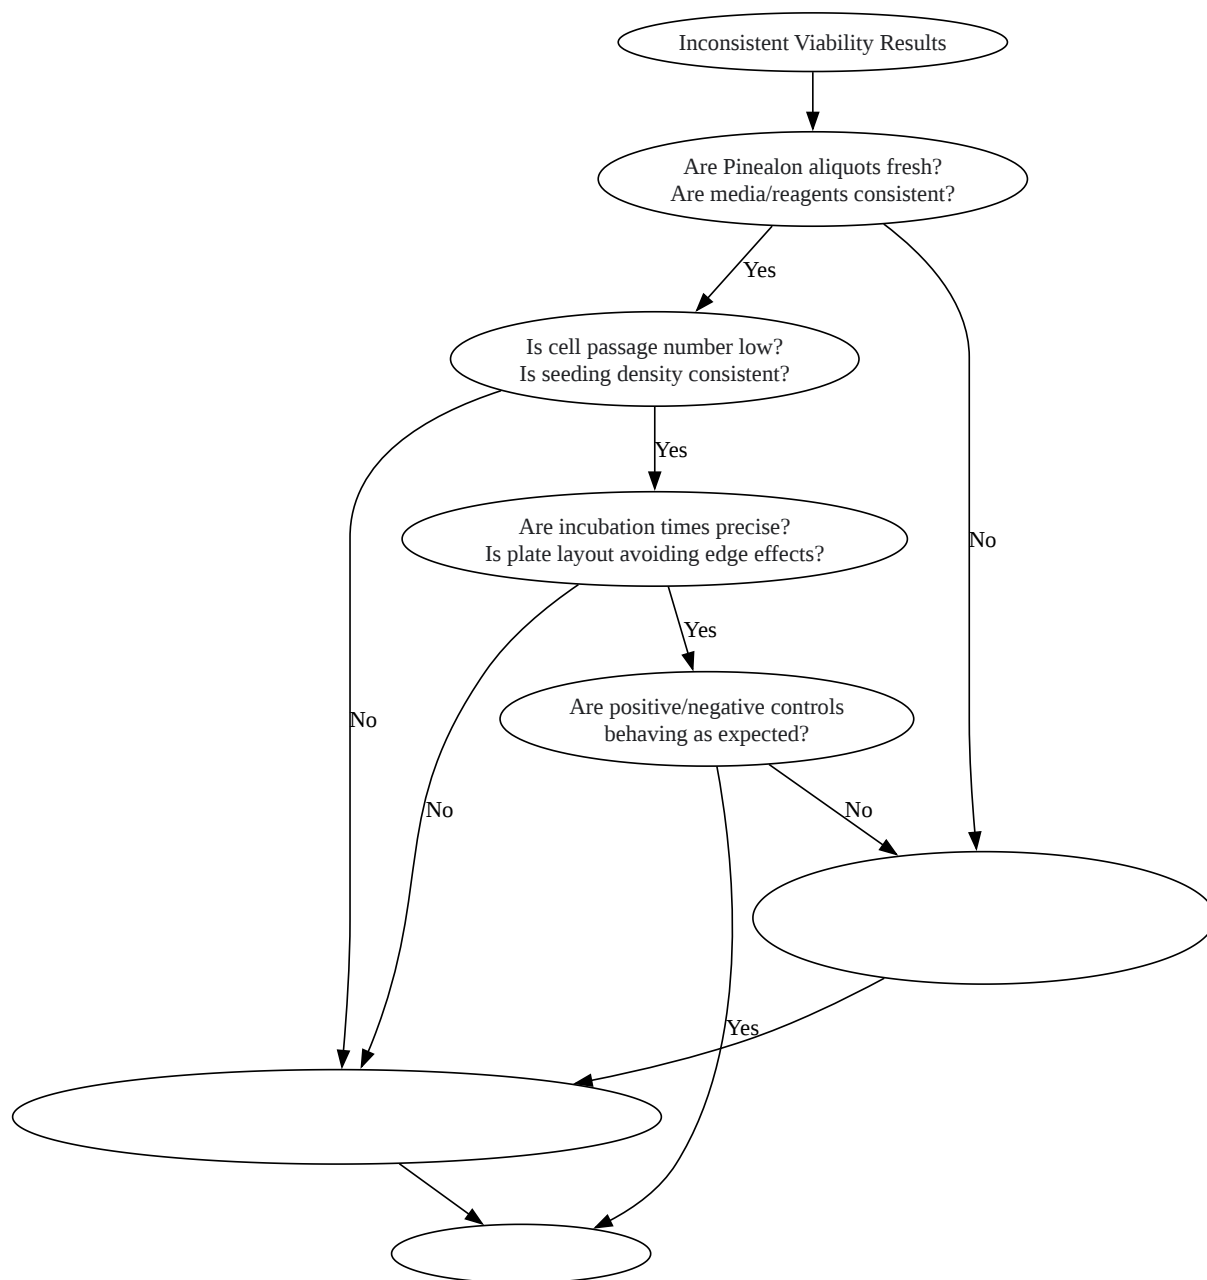 Inconsistent Viability Results
Are Pinealon aliquots fresh?
Are media/reagents consistent?
Yes
Is cell passage number low?
Is seeding density consistent?
Yes
Are incubation times precise?
Is plate layout avoiding edge effects?
No
Yes
Are positive/negative controls
behaving as expected?
No
No
No
Yes